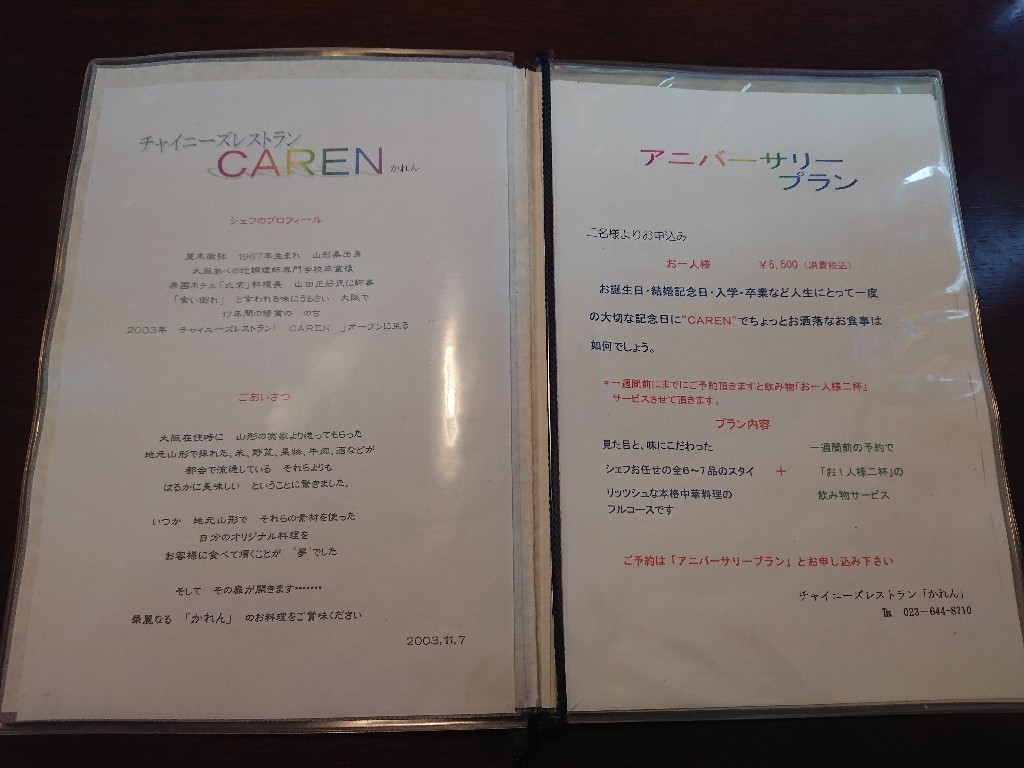 チャイニーズレストラン
CAREN かれん
シェフのプロフィール
1967年生まれ 山形県出身
大阪あべの辻調理師専門学校卒業後
帝国ホテル「北京」料理長 山田正好氏に師事
「食い倒れ」 と言われる味にうるさい 大阪で
17年間の修業の のち
2003年 チャイニーズレストラン「 CAREN 」オープンに至る
ごあいさつ
大阪在住時に 山形の実家より送ってもらった
地元山形で採れた、米、野菜、果物、牛肉、酒などが
都会で流通している それらよりも
はるかに美味しい ということに驚きました。
いつか 地元山形で それらの素材を使った
自分のオリジナル料理を
お客様に食べて頂くことが “夢”でした
そして その扉が開きます・・・・・・・
華麗なる 「かれん」 のお料理をご賞味ください
2003,11,7
アニバーサリー
プラン
二名様よりお申込み
お一人様 ￥5,500（消費税込）
お誕生日・結婚記念日・入学・卒業など人生にとって一度
の大切な記念日に"CAREN"でちょっとお洒落なお食事は
如何でしょう。
＊一週間前にまでにご予約頂きますと飲み物「お一人様二杯」
サービスさせて頂きます。
プラン内容
見た目と、味にこだわった
シェフお任せの全6～7品のスタイ
リッツシュな本格中華料理の
フルコースです
＋
一週間前の予約で
「お1人様二杯」の
飲み物サービス
ご予約は「アニバーサリープラン」とお申し込み下さい
チャイニーズレストラン「かれん」
℡ 023－644－8710